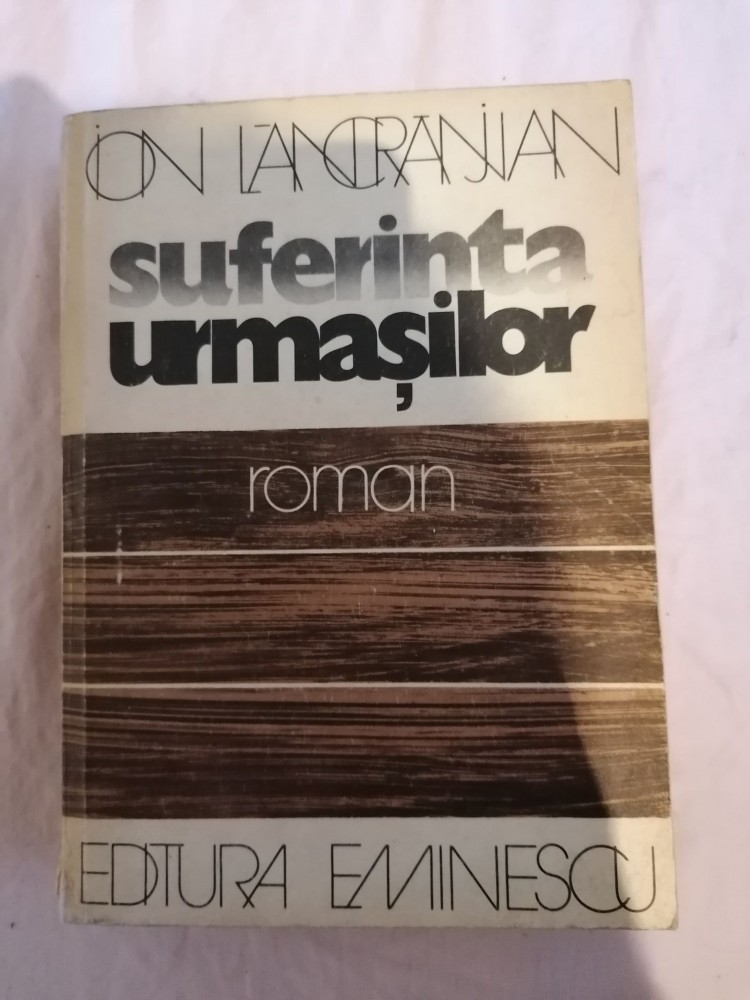 ION LĂNCRĂNJAN
suferința
urmașilor
roman
EDITURA EMINESCU